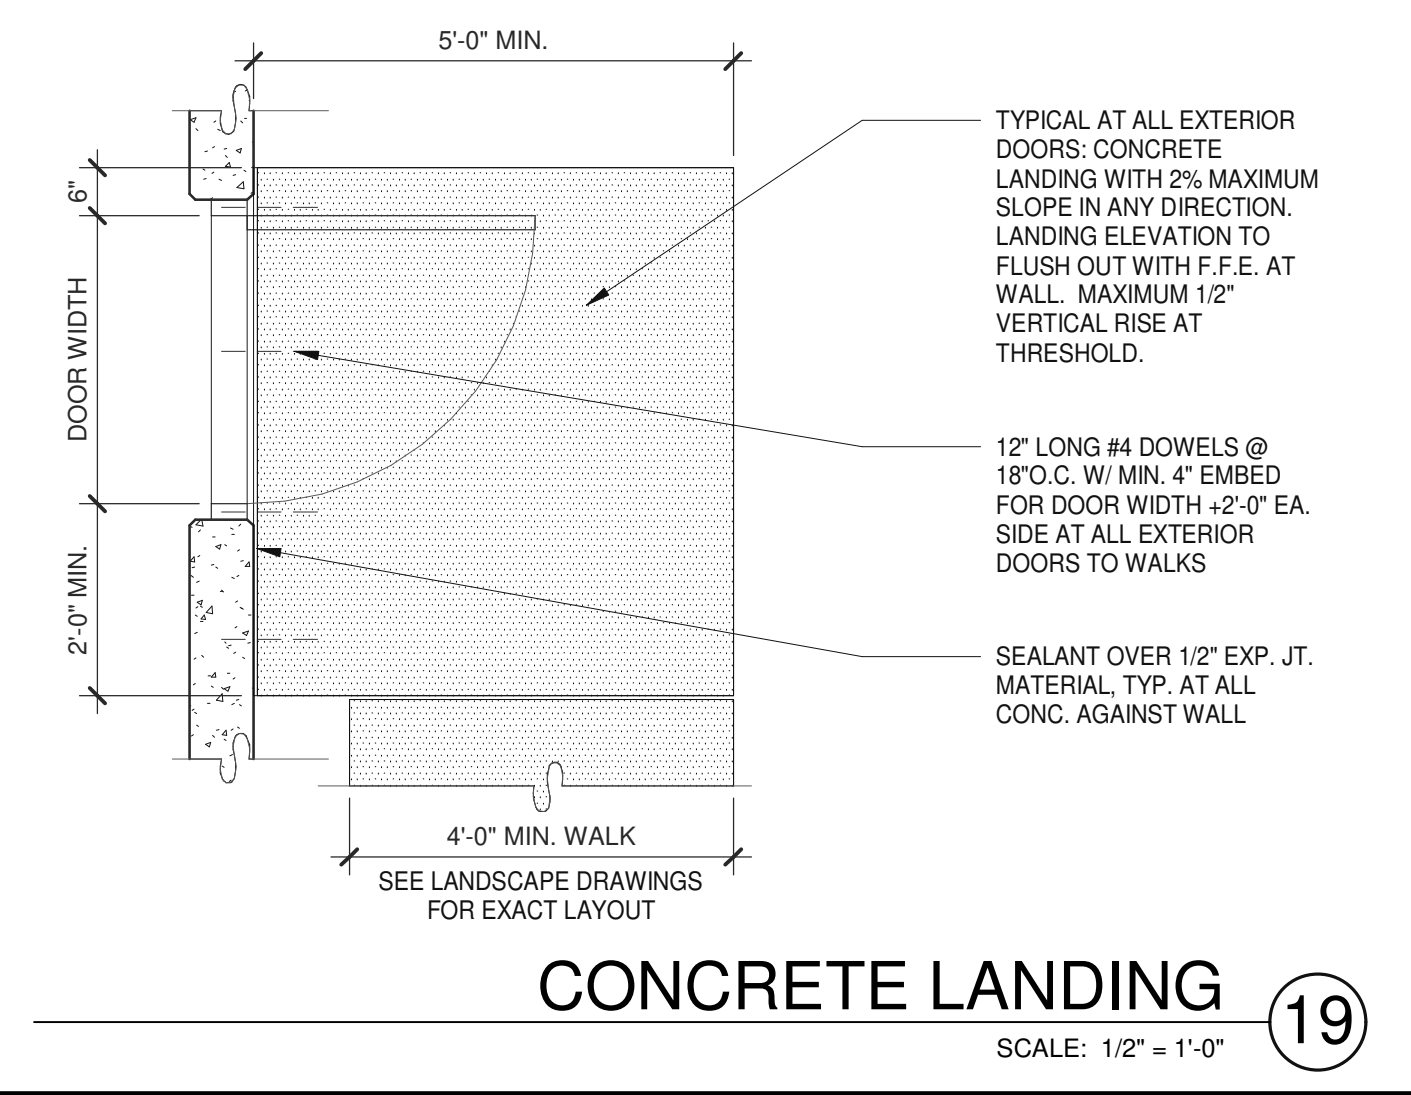 5'-0" MIN.
TYPICAL AT ALL EXTERIOR
DOORS: CONCRETE
LANDING WITH 2% MAXIMUM
SLOPE IN ANY DIRECTION.
LANDING ELEVATION TO
FLUSH OUT WITH F.F.E. AT
WALL. MAXIMUM 1/2"
VERTICAL RISE AT
THRESHOLD.
6"
DOOR WIDTH
2'-0" MIN.
12" LONG #4 DOWELS @
18"O.C. W/ MIN. 4" EMBED
FOR DOOR WIDTH +2'-0" EA.
SIDE AT ALL EXTERIOR
DOORS TO WALKS
SEALANT OVER 1/2" EXP. JT.
MATERIAL, TYP. AT ALL
CONC. AGAINST WALL
4'-0" MIN. WALK
SEE LANDSCAPE DRAWINGS
FOR EXACT LAYOUT
CONCRETE LANDING
19
SCALE: 1/2" = 1'-0"